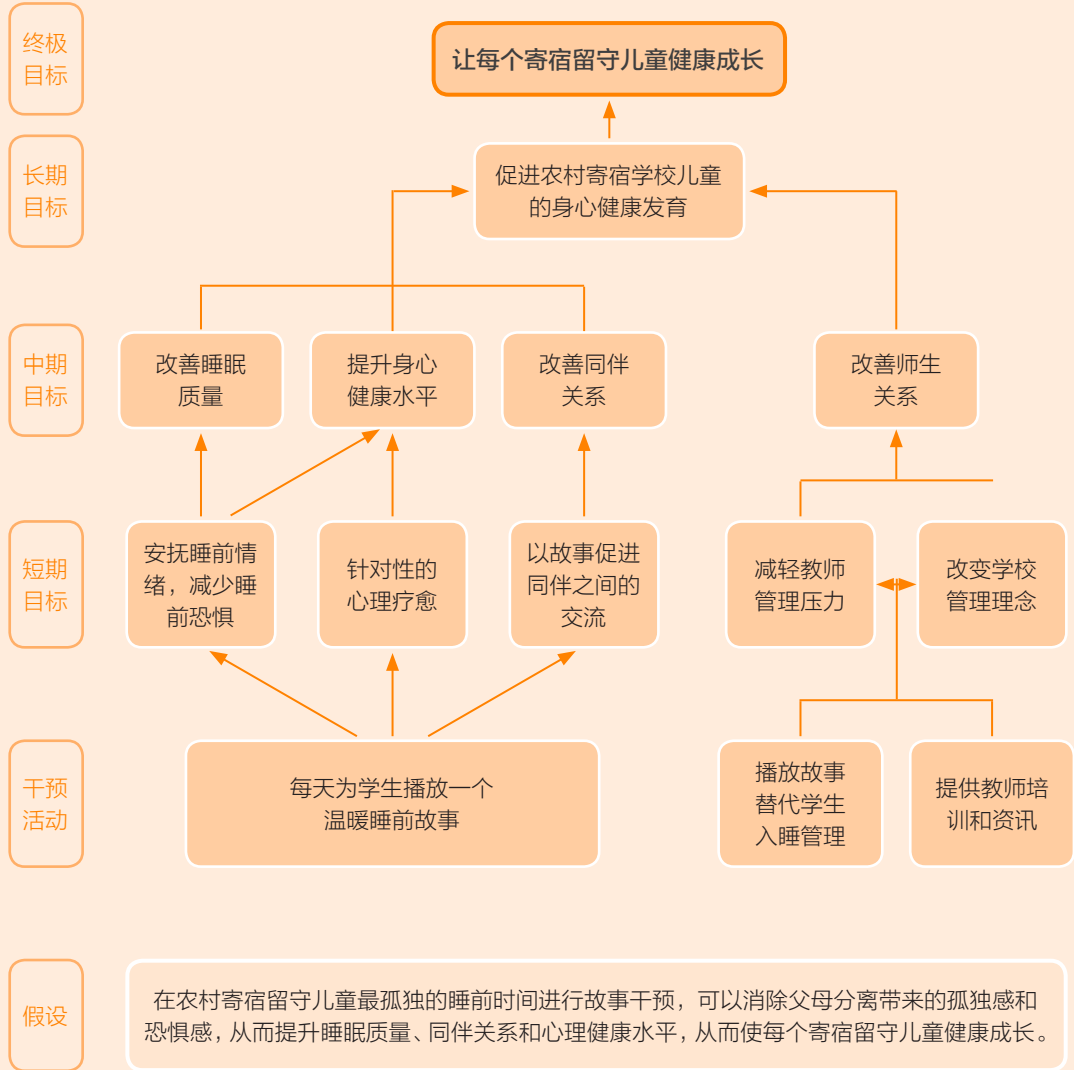 终极
目标
让每个寄宿留守儿童健康成长
长期
目标
促进农村寄宿学校儿童
的身心健康发育
中期
目标
改善睡眠
质量
提升身心
健康水平
改善同伴
关系
改善师生
关系
短期
目标
安抚睡前情
绪，减少睡
前恐惧
针对性的
心理疗愈
以故事促进
同伴之间的
交流
减轻教师
管理压力
改变学校
管理理念
干预
活动
每天为学生播放一个
温暖睡前故事
播放故事
替代学生
入睡管理
提供教师培
训和资讯
假设
在农村寄宿留守儿童最孤独的睡前时间进行故事干预，可以消除父母分离带来的孤独感和
恐惧感，从而提升睡眠质量、同伴关系和心理健康水平，从而使每个寄宿留守儿童健康成长。